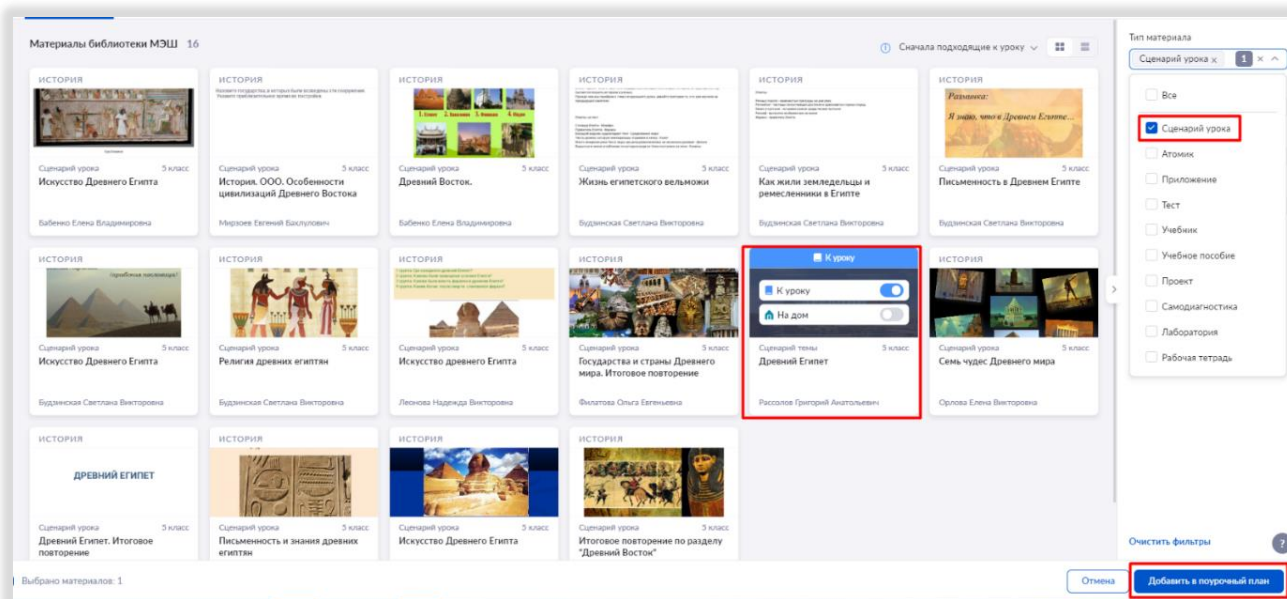 Материалы библиотеки МЭШ 16
Сначала подходящие к уроку
Тип материала
Сценарий урока × 1 ×
Все
Сценарий урока
Атомик
Приложение
Тест
Учебник
Учебное пособие
Проект
Самодиагностика
Лаборатория
Рабочая тетрадь
ИСТОРИЯ
Сценарий урока 5 класс
Искусство Древнего Египта
Бабенко Елена Владимировна
ИСТОРИЯ
Сценарий урока 5 класс
История. ООО. Особенности
цивилизаций Древнего Востока
Мирзоев Евгений Баклулович
ИСТОРИЯ
Сценарий урока 5 класс
Древний Восток.
Бабенко Елена Владимировна
ИСТОРИЯ
Сценарий урока 5 класс
Жизнь египетского вельможи
Будзинская Светлана Викторовна
ИСТОРИЯ
Сценарий урока 5 класс
Как жили земледельцы и
ремесленники в Египте
Будзинская Светлана Викторовна
ИСТОРИЯ
Разминка:
Я знаю, что в Древнем Египте...
Сценарий урока 5 класс
Письменность в Древнем Египте
Будзинская Светлана Викторовна
ИСТОРИЯ
Сценарий урока 5 класс
Искусство Древнего Египта
Будзинская Светлана Викторовна
ИСТОРИЯ
Сценарий урока 5 класс
Религия древних египтян
Будзинская Светлана Викторовна
ИСТОРИЯ
Сценарий урока 5 класс
Искусство древнего Египта
Леонова Надежда Викторовна
ИСТОРИЯ
Сценарий урока 5 класс
Государства и страны Древнего
мира. Итоговое повторение
Филатова Ольга Евгеньевна
К уроку
К уроку
На дом
Сценарий темы 5 класс
Древний Египет
Рассолов Григорий Анатольевич
ИСТОРИЯ
Сценарий урока 5 класс
Семь чудес Древнего мира
Орлова Елена Викторовна
ИСТОРИЯ
ДРЕВНИЙ ЕГИПЕТ
Сценарий урока 5 класс
Древний Египет. Итоговое
повторение
ИСТОРИЯ
Сценарий урока 5 класс
Письменность и знания древних
египтян
ИСТОРИЯ
Сценарий урока 5 класс
Искусство Древнего Египта
ИСТОРИЯ
Сценарий урока 5 класс
Итоговое повторение по разделу
"Древний Восток"
Очистить фильтры
?
Выбрано материалов: 1
Отмена
Добавить в поурочный план